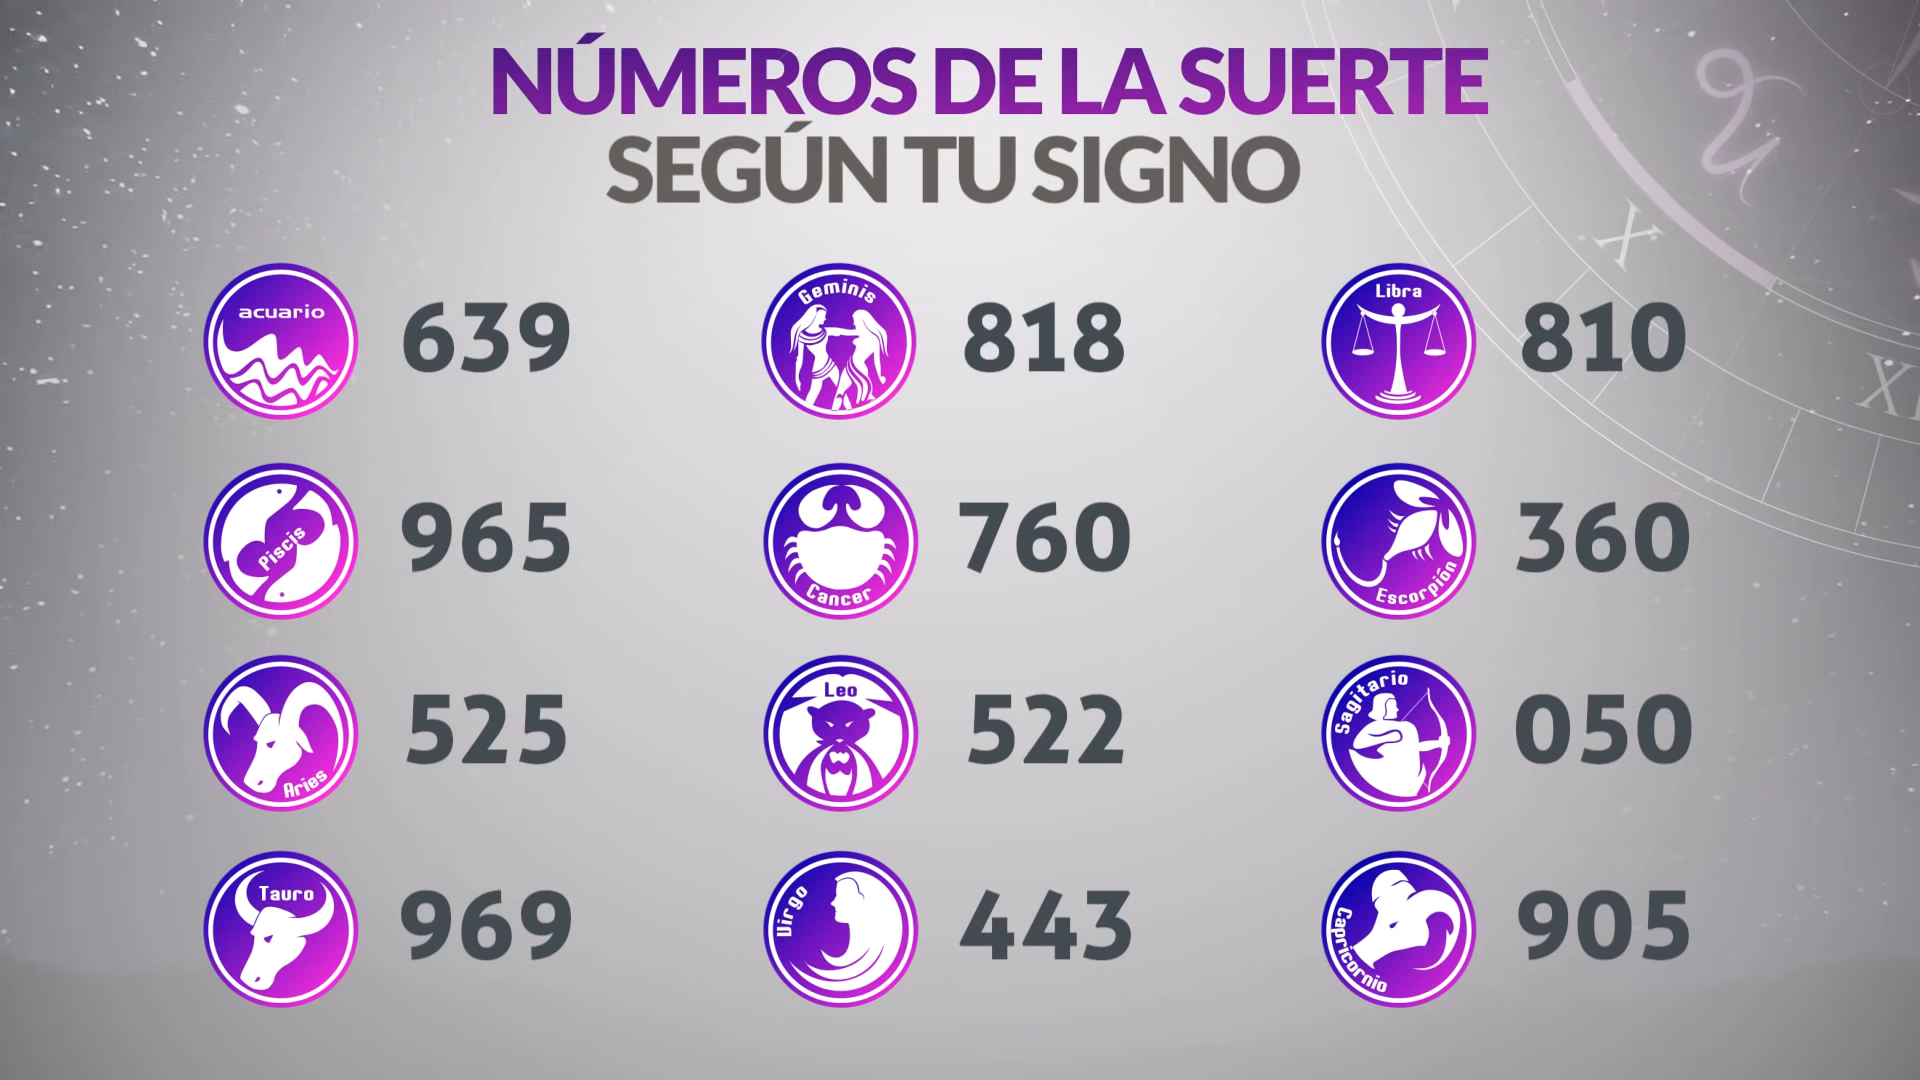 NÚMEROS DE LA SUERTE
SEGÚN TU SIGNO
acuario 639
Geminis 818
Libra 810
Piscis 965
Cancer 760
Escorpión 360
Aries 525
Leo 522
Sagitario 050
Tauro 969
Virgo 443
Capricornio 905
X